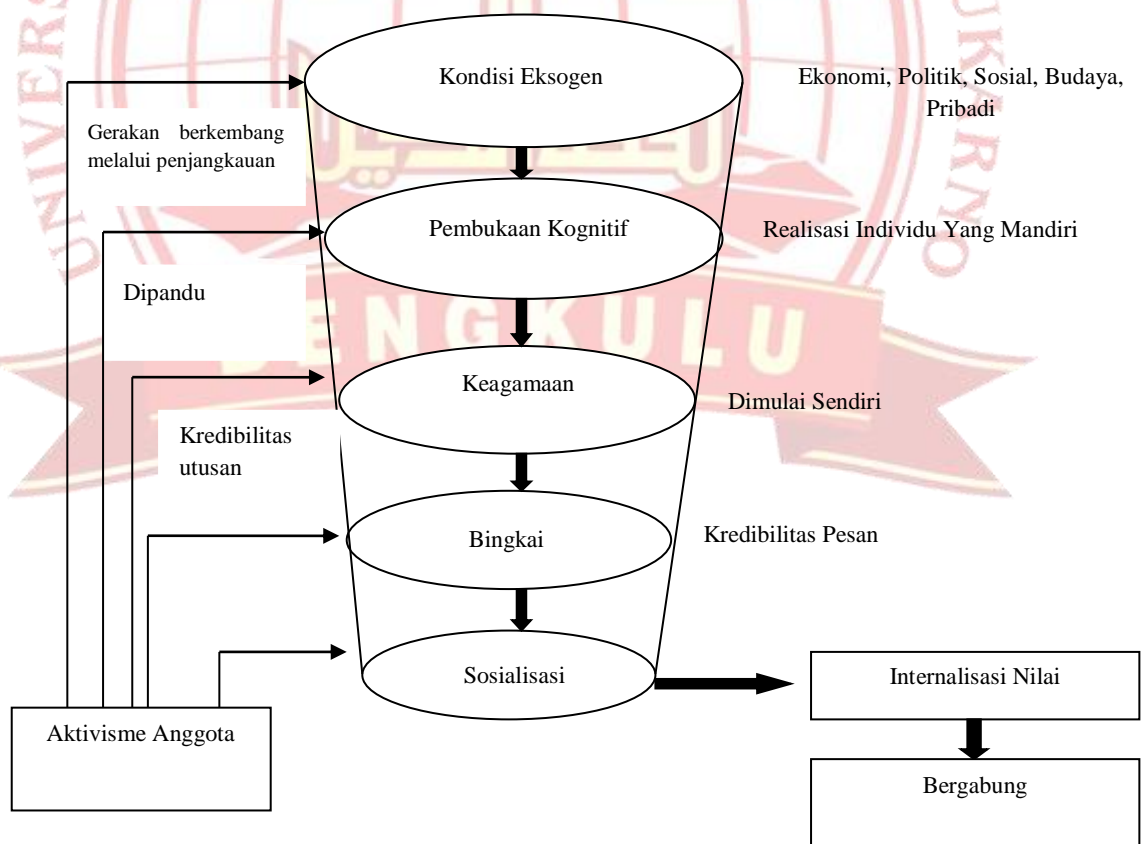 Kondisi Eksogen
Ekonomi, Politik, Sosial, Budaya,
Pribadi
Gerakan berkembang
melalui penjangkauan
Pembukaan Kognitif
Realisasi Individu Yang Mandiri
Dipandu
BENGKULU
Keagamaan
Dimulai Sendiri
Kredibilitas
utusan
Bingkai
Kredibilitas Pesan
Sosialisasi
Internalisasi Nilai
Aktivisme Anggota
Bergabung